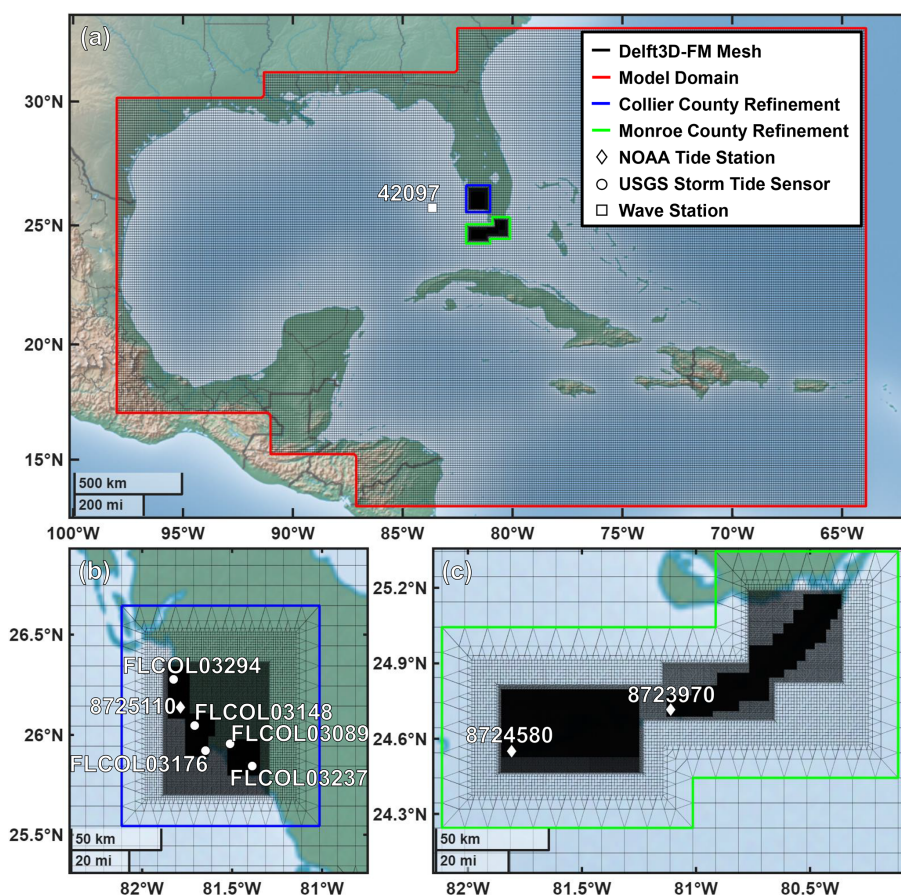 (a)
Delft3D-FM Mesh
Model Domain
Collier County Refinement
Monroe County Refinement
NOAA Tide Station
USGS Storm Tide Sensor
Wave Station
30°N
25°N
20°N
15°N
42097
500 km
200 mi
100°W 95°W 90°W 85°W 80°W 75°W 70°W 65°W
(b)
26.5°N
26°N
25.5°N
FLCOL03294
8725110
FLCOL03148
FLCOL03089
FLCOL03176
FLCOL03237
50 km
20 mi
82°W 81.5°W 81°W
(c)
25.2°N
24.9°N
24.6°N
24.3°N
8723970
8724580
50 km
20 mi
82°W 81.5°W 81°W 80.5°W